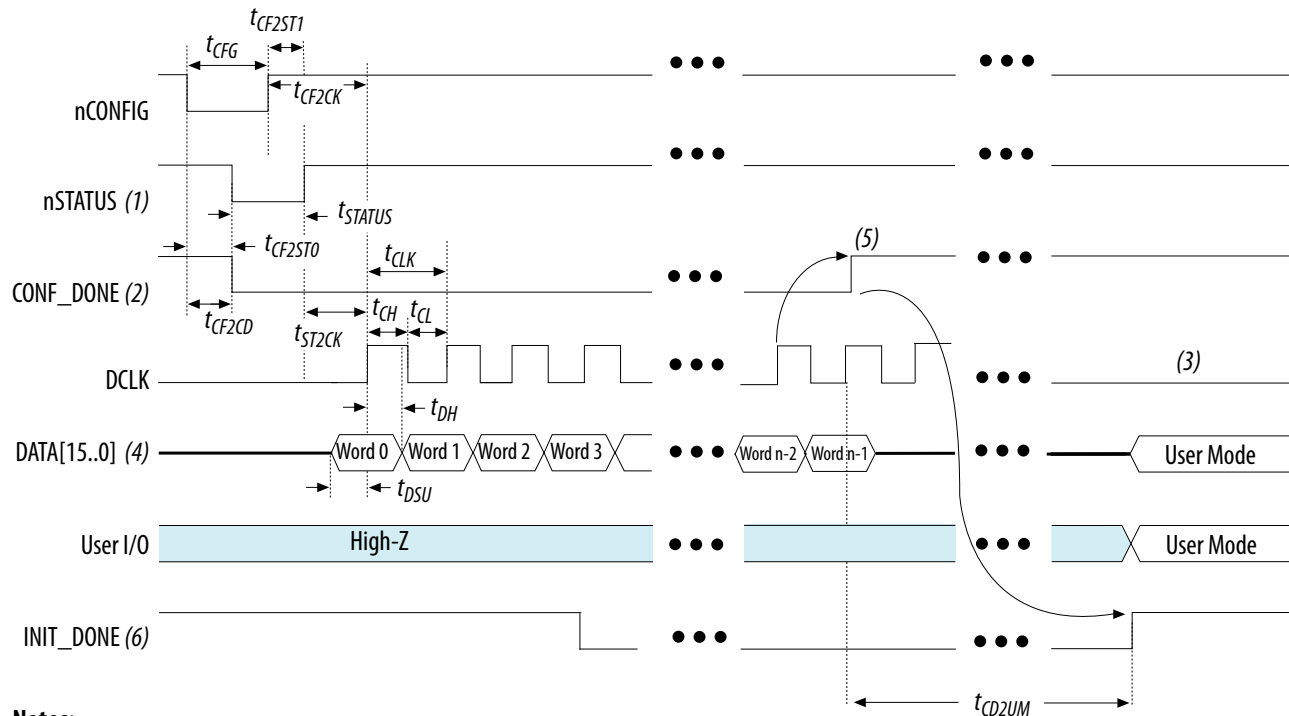 tCF2ST1
tCFG
tCF2CK
nCONFIG
nSTATUS (1)
tSTATUS
tCF2ST0
tCLK
(5)
CONF_DONE (2)
tCF2CD
tST2CK
tCH
tCL
DCLK
(3)
tDH
DATA[15..0] (4)
Word 0
Word 1
Word 2
Word 3
Word n-2
Word n-1
User Mode
tDSU
User I/O
High-Z
User Mode
INIT_DONE (6)
tCD2UM
Notes: